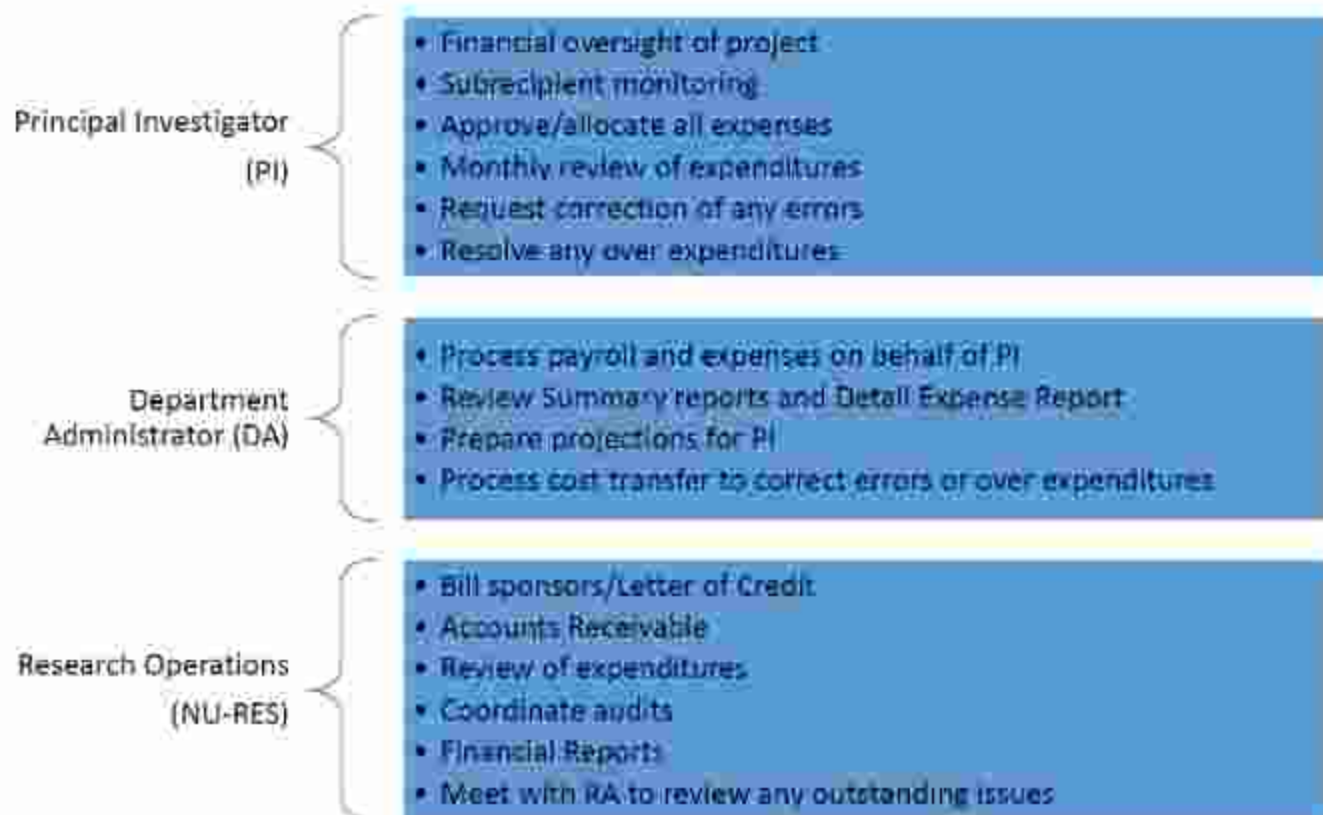 Principal Investigator
(PI)
• Financial oversight of project
• Subrecipient monitoring
• Approve/allocate all expenses
• Monthly review of expenditures
• Request correction of any errors
• Resolve any over expenditures
Department
Administrator (DA)
• Process payroll and expenses on behalf of PI
• Review Summary reports and Detail Expense Report
• Prepare projections for PI
• Process cost transfer to correct errors or over expenditures
Research Operations
(NU-RES)
• Bill sponsors/Letter of Credit
• Accounts Receivable
• Review of expenditures
• Coordinate audits
• Financial Reports
• Meet with RA to review any outstanding issues